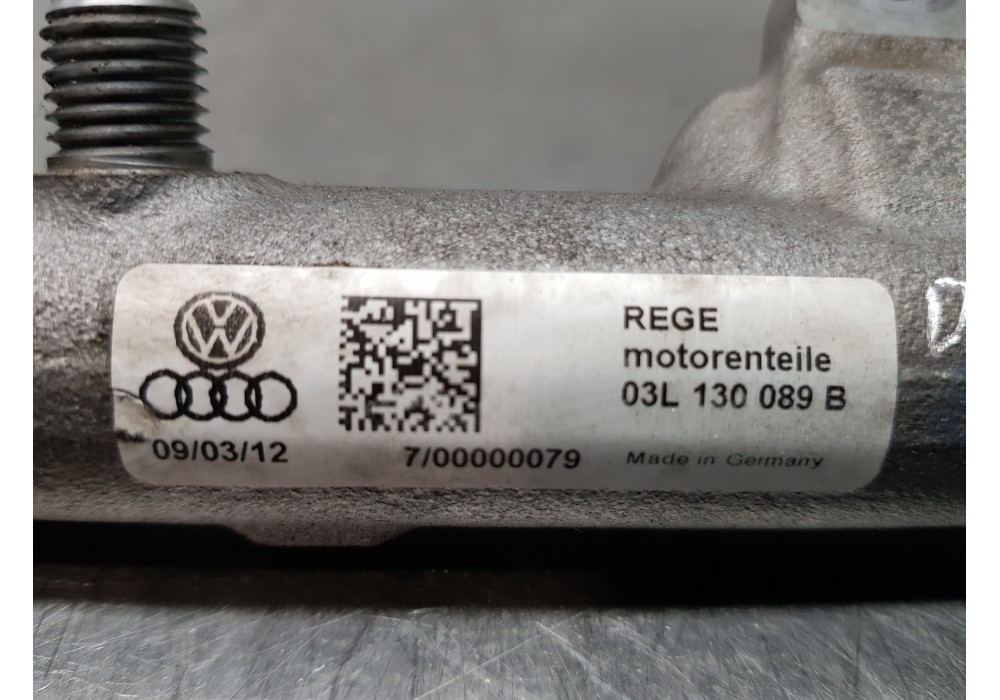 REGE
motorenteile
03L 130 089 B
09/03/12
7/00000079
Made in Germany